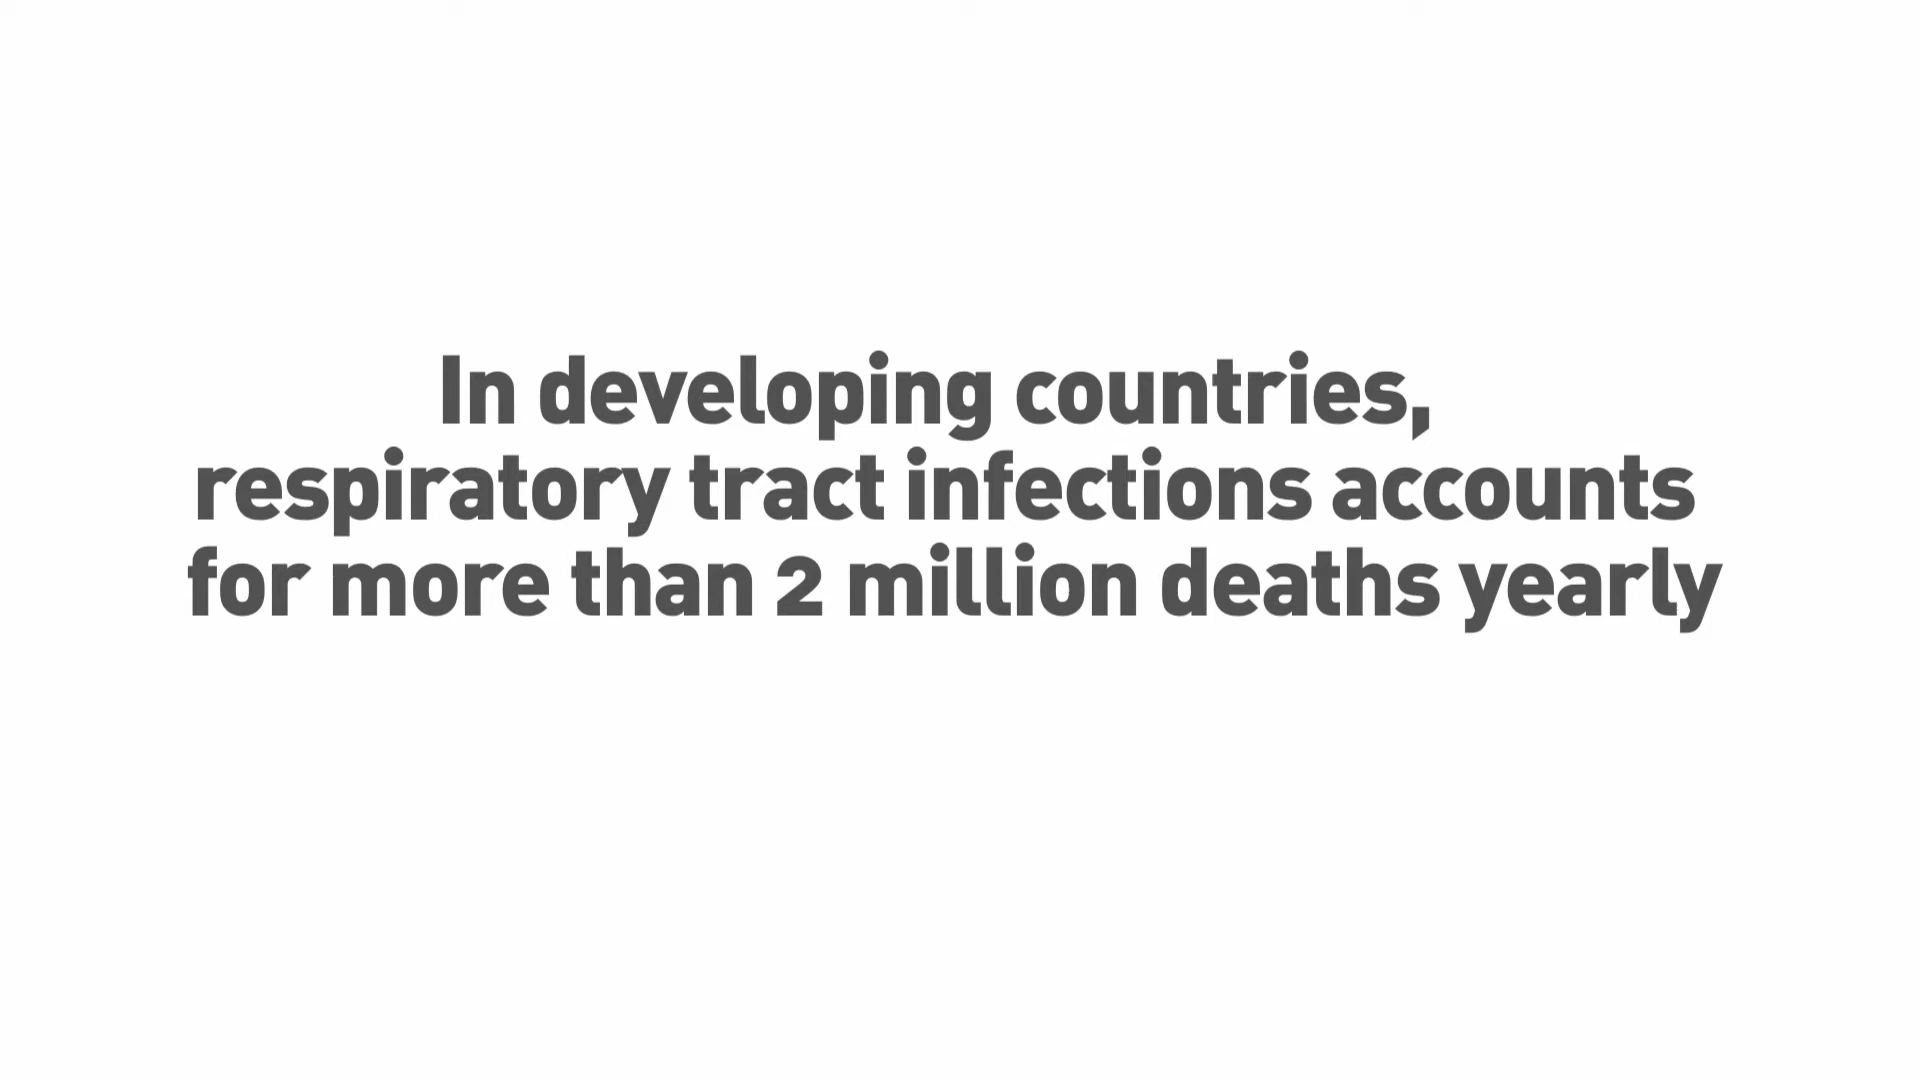 In developing countries,
respiratory tract infections accounts
for more than 2 million deaths yearly